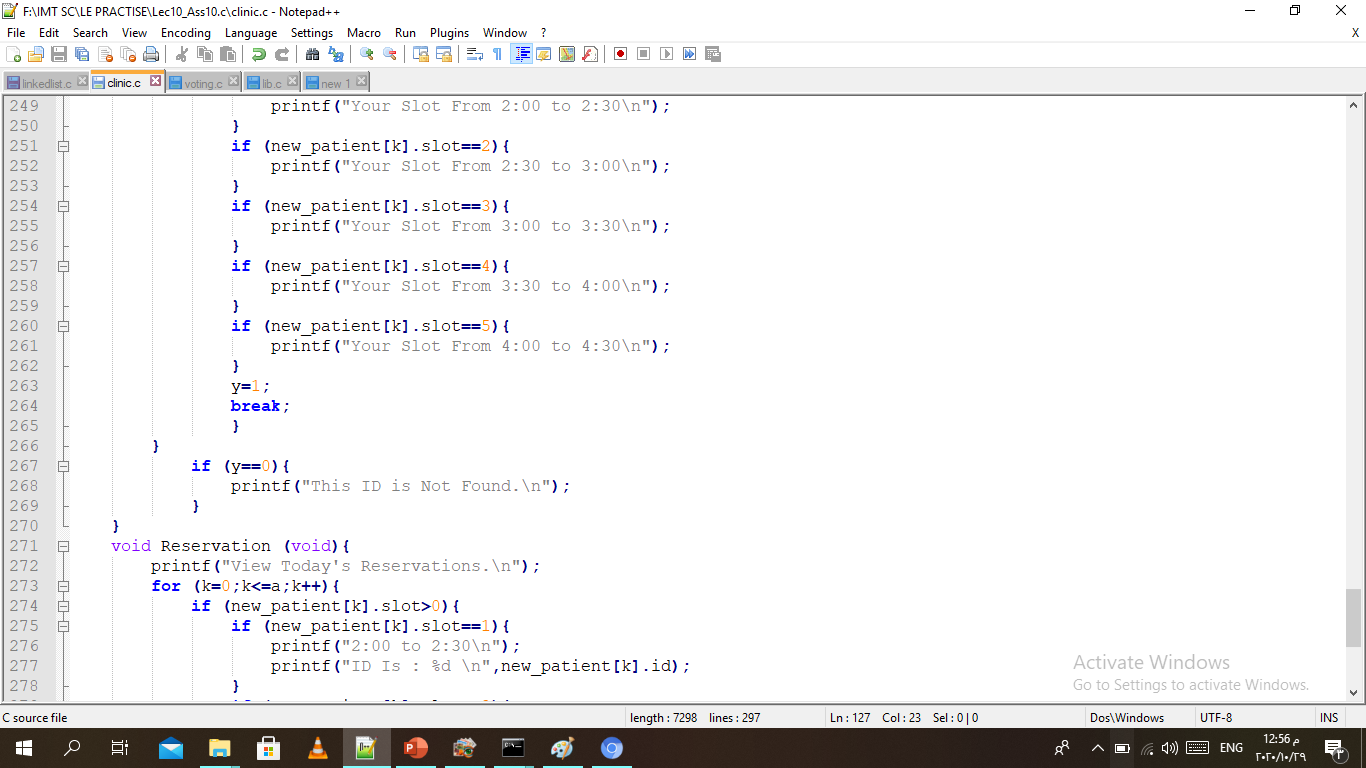 F:\IMT SC\LE PRACTISE\Lec10_Ass10.c\clinic.c - Notepad++
File Edit Search View Encoding Language Settings Macro Run Plugins Window ? X
linkedlist.c clinic.c voting.c lib.c new 1
249 printf("Your Slot From 2:00 to 2:30\n");
250 }
251 if (new_patient[k].slot==2){
252 printf("Your Slot From 2:30 to 3:00\n");
253 }
254 if (new_patient[k].slot==3){
255 printf("Your Slot From 3:00 to 3:30\n");
256 }
257 if (new_patient[k].slot==4){
258 printf("Your Slot From 3:30 to 4:00\n");
259 }
260 if (new_patient[k].slot==5){
261 printf("Your Slot From 4:00 to 4:30\n");
262 }
263 y=1;
264 break;
265 }
266 }
267 if (y==0){
268 printf("This ID is Not Found.\n");
269 }
270 }
271 void Reservation (void){
272 printf("View Today's Reservations.\n");
273 for (k=0;k<=a;k++){
274 if (new_patient[k].slot>0){
275 if (new_patient[k].slot==1){
276 printf("2:00 to 2:30\n");
277 printf("ID Is : %d \n",new_patient[k].id);
278 }
Activate Windows
Go to Settings to activate Windows.
C source file length : 7298 lines : 297 Ln : 127 Col : 23 Sel : 0 | 0 Dos\Windows UTF-8 INS
ENG 12:56 م
٢٠٢٠/١٠/٢٩